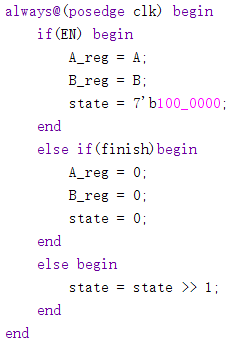 always@(posedge clk) begin
    if(EN) begin
        A_reg = A;
        B_reg = B;
        state = 7'b100_0000;
    end
    else if(finish)begin
        A_reg = 0;
        B_reg = 0;
        state = 0;
    end
    else begin
        state = state >> 1;
    end
end